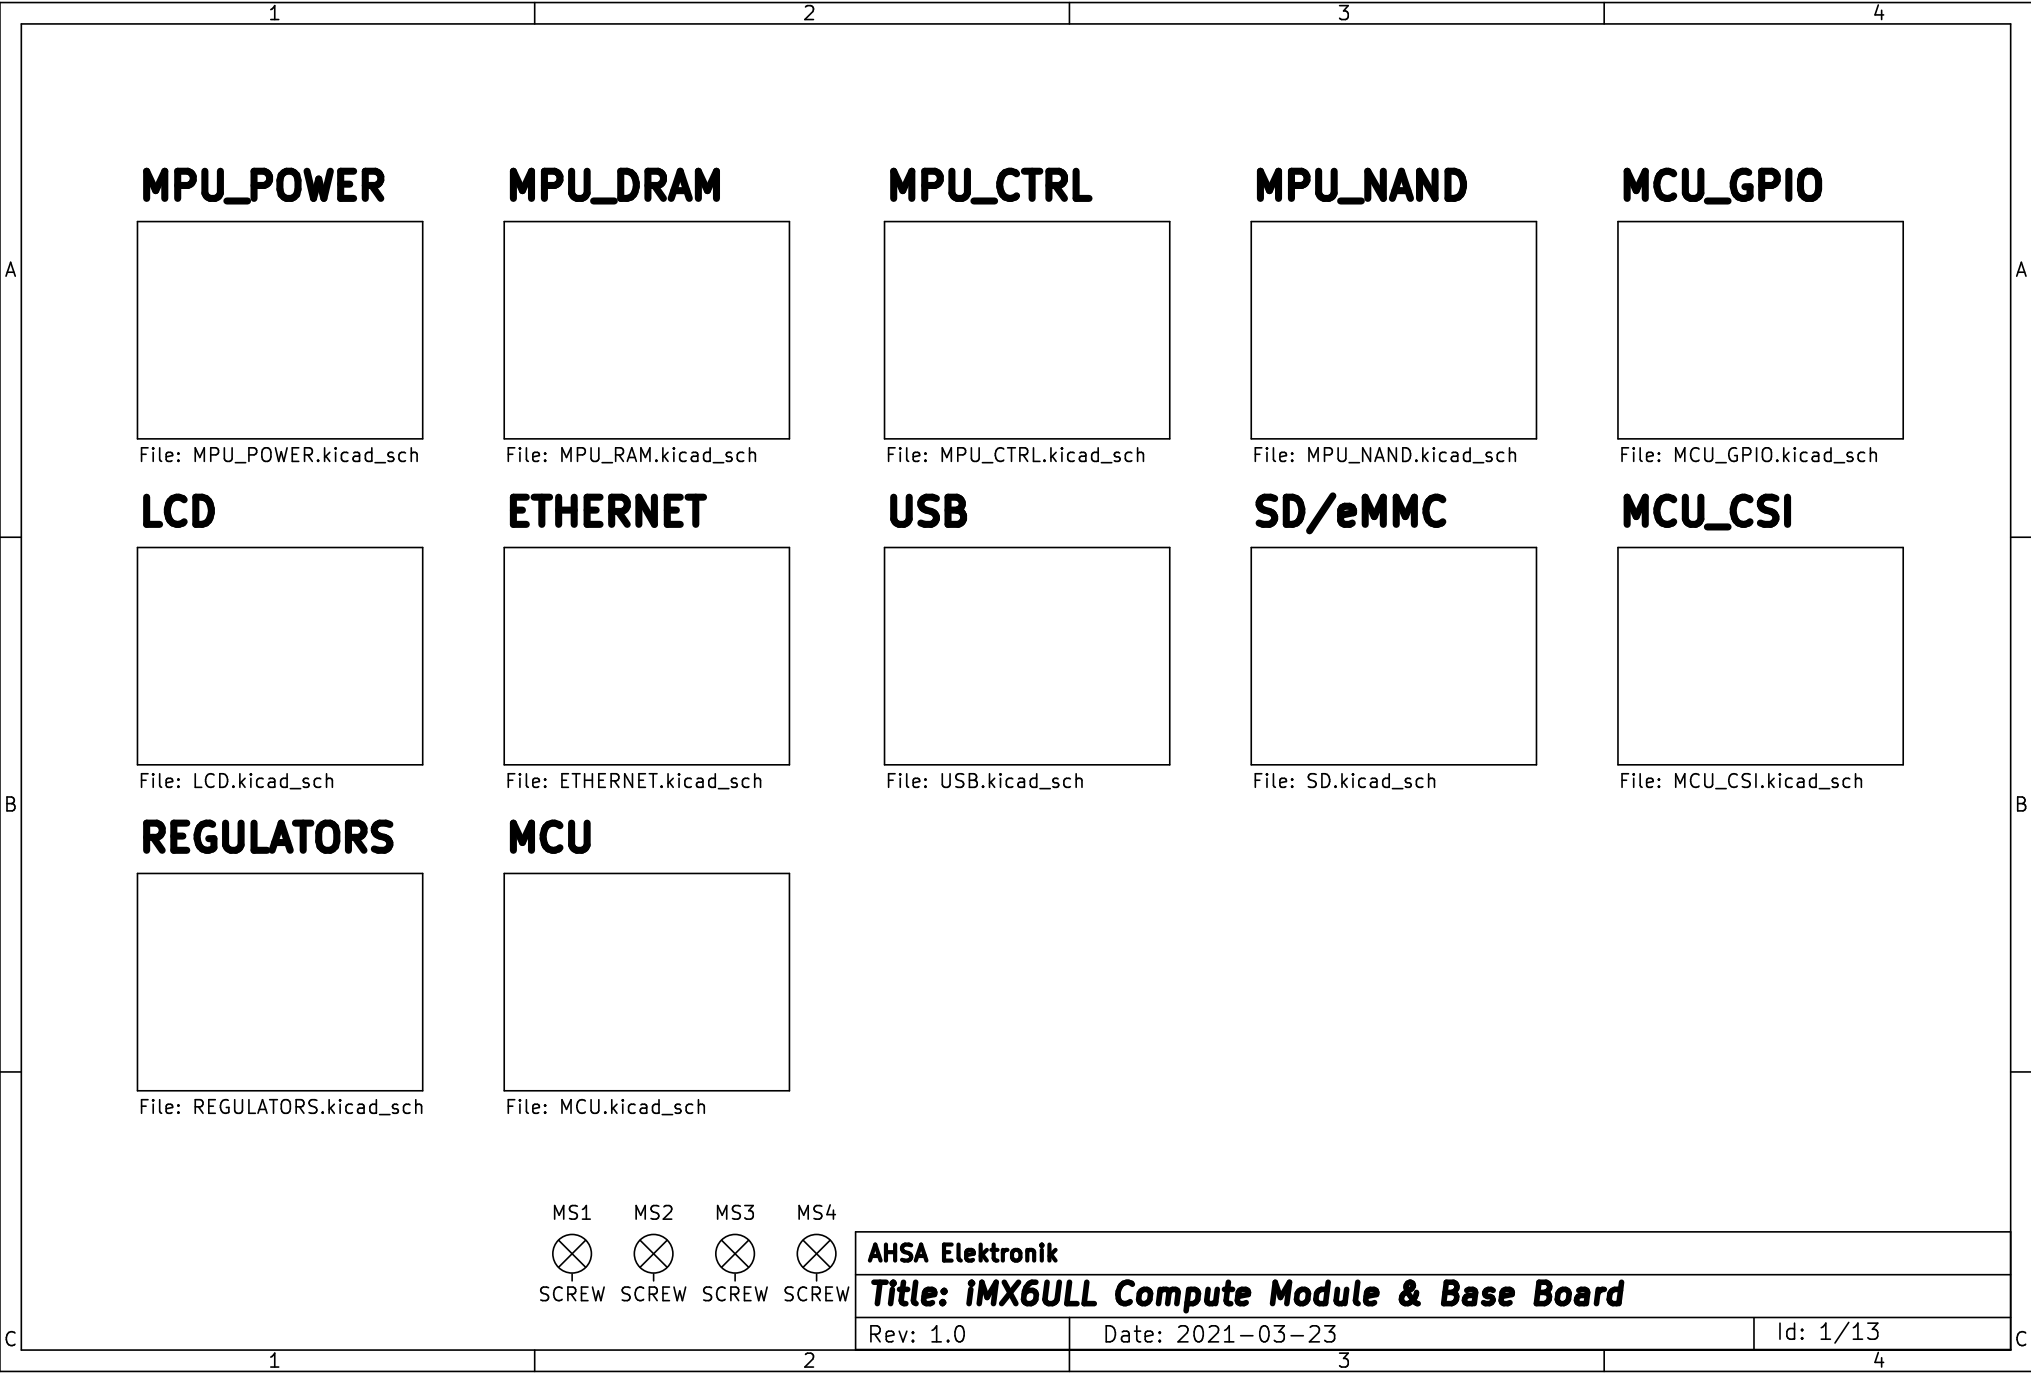 1 2 3 4
MPU_POWER MPU_DRAM MPU_CTRL MPU_NAND MCU_GPIO
A A
File: MPU_POWER.kicad_sch File: MPU_RAM.kicad_sch File: MPU_CTRL.kicad_sch File: MPU_NAND.kicad_sch File: MCU_GPIO.kicad_sch
LCD ETHERNET USB SD/eMMC MCU_CSI
File: LCD.kicad_sch File: ETHERNET.kicad_sch File: USB.kicad_sch File: SD.kicad_sch File: MCU_CSI.kicad_sch
B B
REGULATORS MCU
File: REGULATORS.kicad_sch File: MCU.kicad_sch
MS1 MS2 MS3 MS4
SCREW SCREW SCREW SCREW
AHSA Elektronik
Title: iMX6ULL Compute Module & Base Board
Rev: 1.0 Date: 2021-03-23 Id: 1/13
C C
1 2 3 4